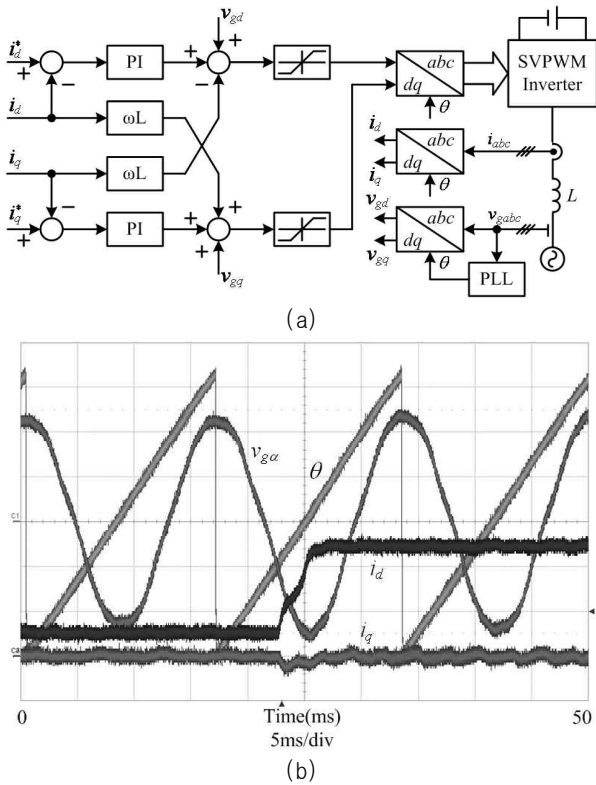 v_gd
i_d^* + − PI + + + abc dq SVPWM Inverter
i_d ωL − θ
i_d abc dq i_abc
i_q ωL i_q θ
− + v_gd abc dq v_gabc L
i_q^* + PI + + v_gq θ PLL
v_gq
(a)
v_gα θ
C1
i_d
i_q
C3
0 Time(ms) 50
5ms/div
(b)